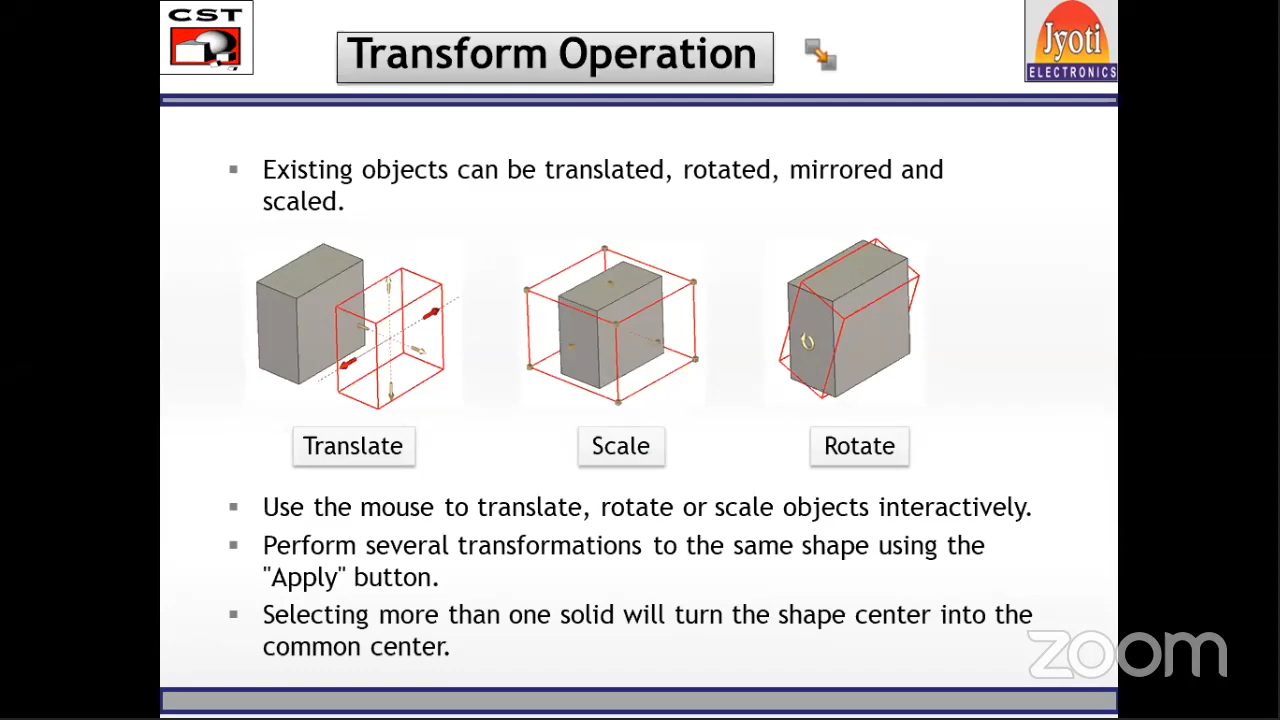 CST
Transform Operation
Jyoti
ELECTRONICS
Existing objects can be translated, rotated, mirrored and
scaled.
Translate
Scale
Rotate
Use the mouse to translate, rotate or scale objects interactively.
Perform several transformations to the same shape using the
"Apply" button.
Selecting more than one solid will turn the shape center into the
common center.
zoom